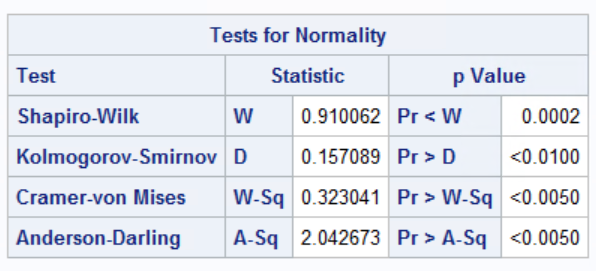 Tests for Normality
Test Statistic p Value
Shapiro-Wilk W 0.910062 Pr < W 0.0002
Kolmogorov-Smirnov D 0.157089 Pr > D <0.0100
Cramer-von Mises W-Sq 0.323041 Pr > W-Sq <0.0050
Anderson-Darling A-Sq 2.042673 Pr > A-Sq <0.0050